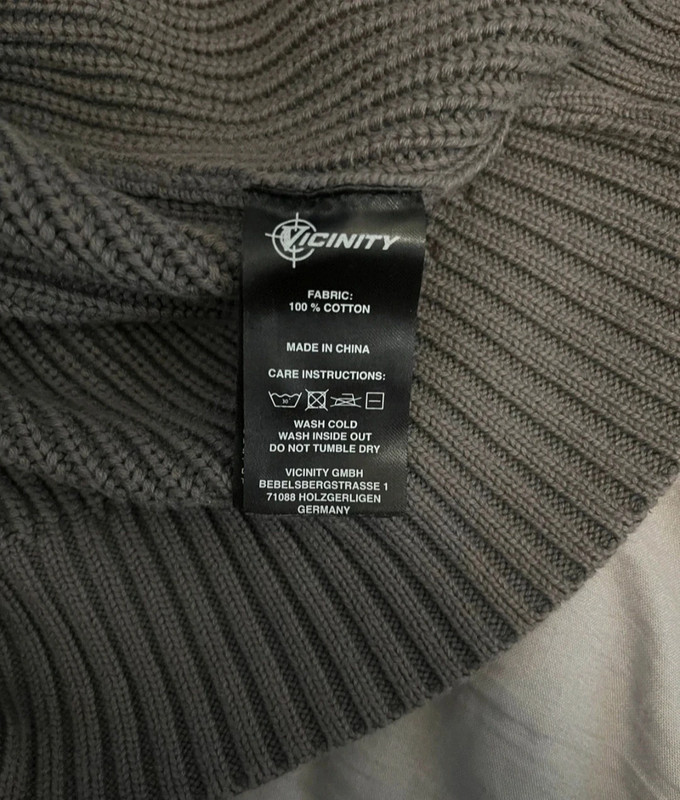 VICINITY
FABRIC:
100 % COTTON
MADE IN CHINA
CARE INSTRUCTIONS:
30
WASH COLD
WASH INSIDE OUT
DO NOT TUMBLE DRY
VICINITY GMBH
BEBELSBERGSTRASSE 1
71088 HOLZGERLIGEN
GERMANY